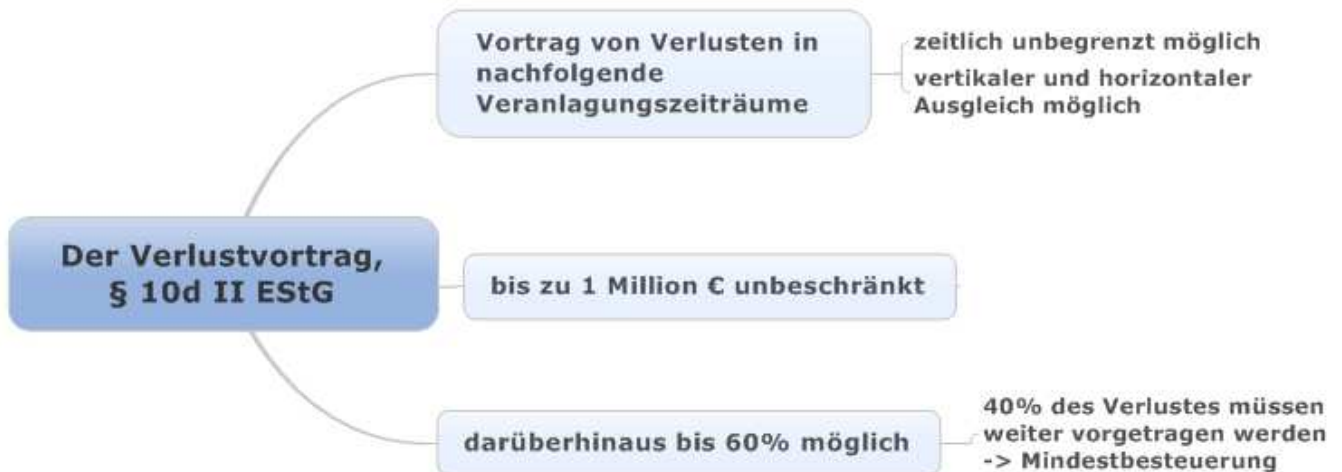 Vortrag von Verlusten in
nachfolgende
Veranlagungszeiträume
zeitlich unbegrenzt möglich
vertikaler und horizontaler
Ausgleich möglich
Der Verlustvortrag,
§ 10d II EStG
bis zu 1 Million € unbeschränkt
darüberhinaus bis 60% möglich
40% des Verlustes müssen
weiter vorgetragen werden
-> Mindestbesteuerung